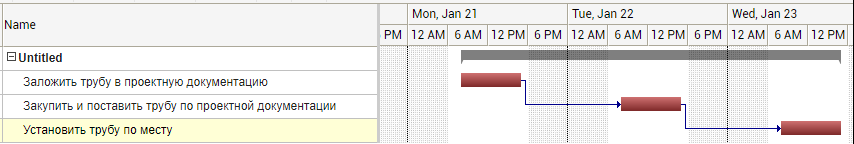 Name
Mon, Jan 21 Tue, Jan 22 Wed, Jan 23
PM 12 AM 6 AM 12 PM 6 PM 12 AM 6 AM 12 PM 6 PM 12 AM 6 AM 12 PM
Untitled
Заложить трубу в проектную документацию
Закупить и поставить трубу по проектной документации
Установить трубу по месту